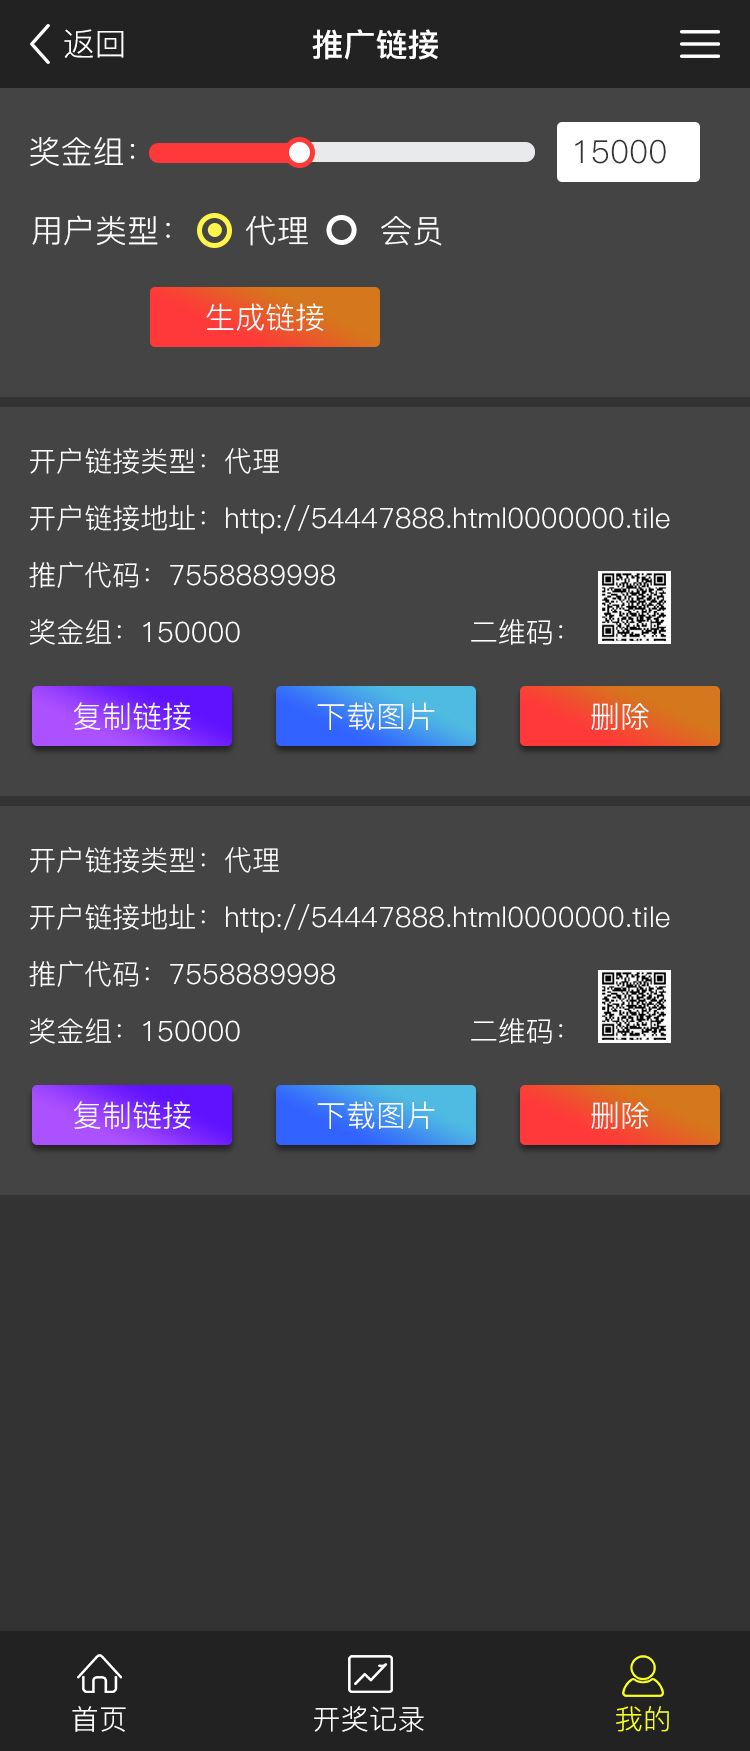 返回
推广链接
奖金组：
15000
用户类型：
代理
会员
生成链接
开户链接类型：代理
开户链接地址：http://54447888.html0000000.tile
推广代码：7558889998
奖金组：150000
二维码：
复制链接
下载图片
删除
开户链接类型：代理
开户链接地址：http://54447888.html0000000.tile
推广代码：7558889998
奖金组：150000
二维码：
复制链接
下载图片
删除
首页
开奖记录
我的